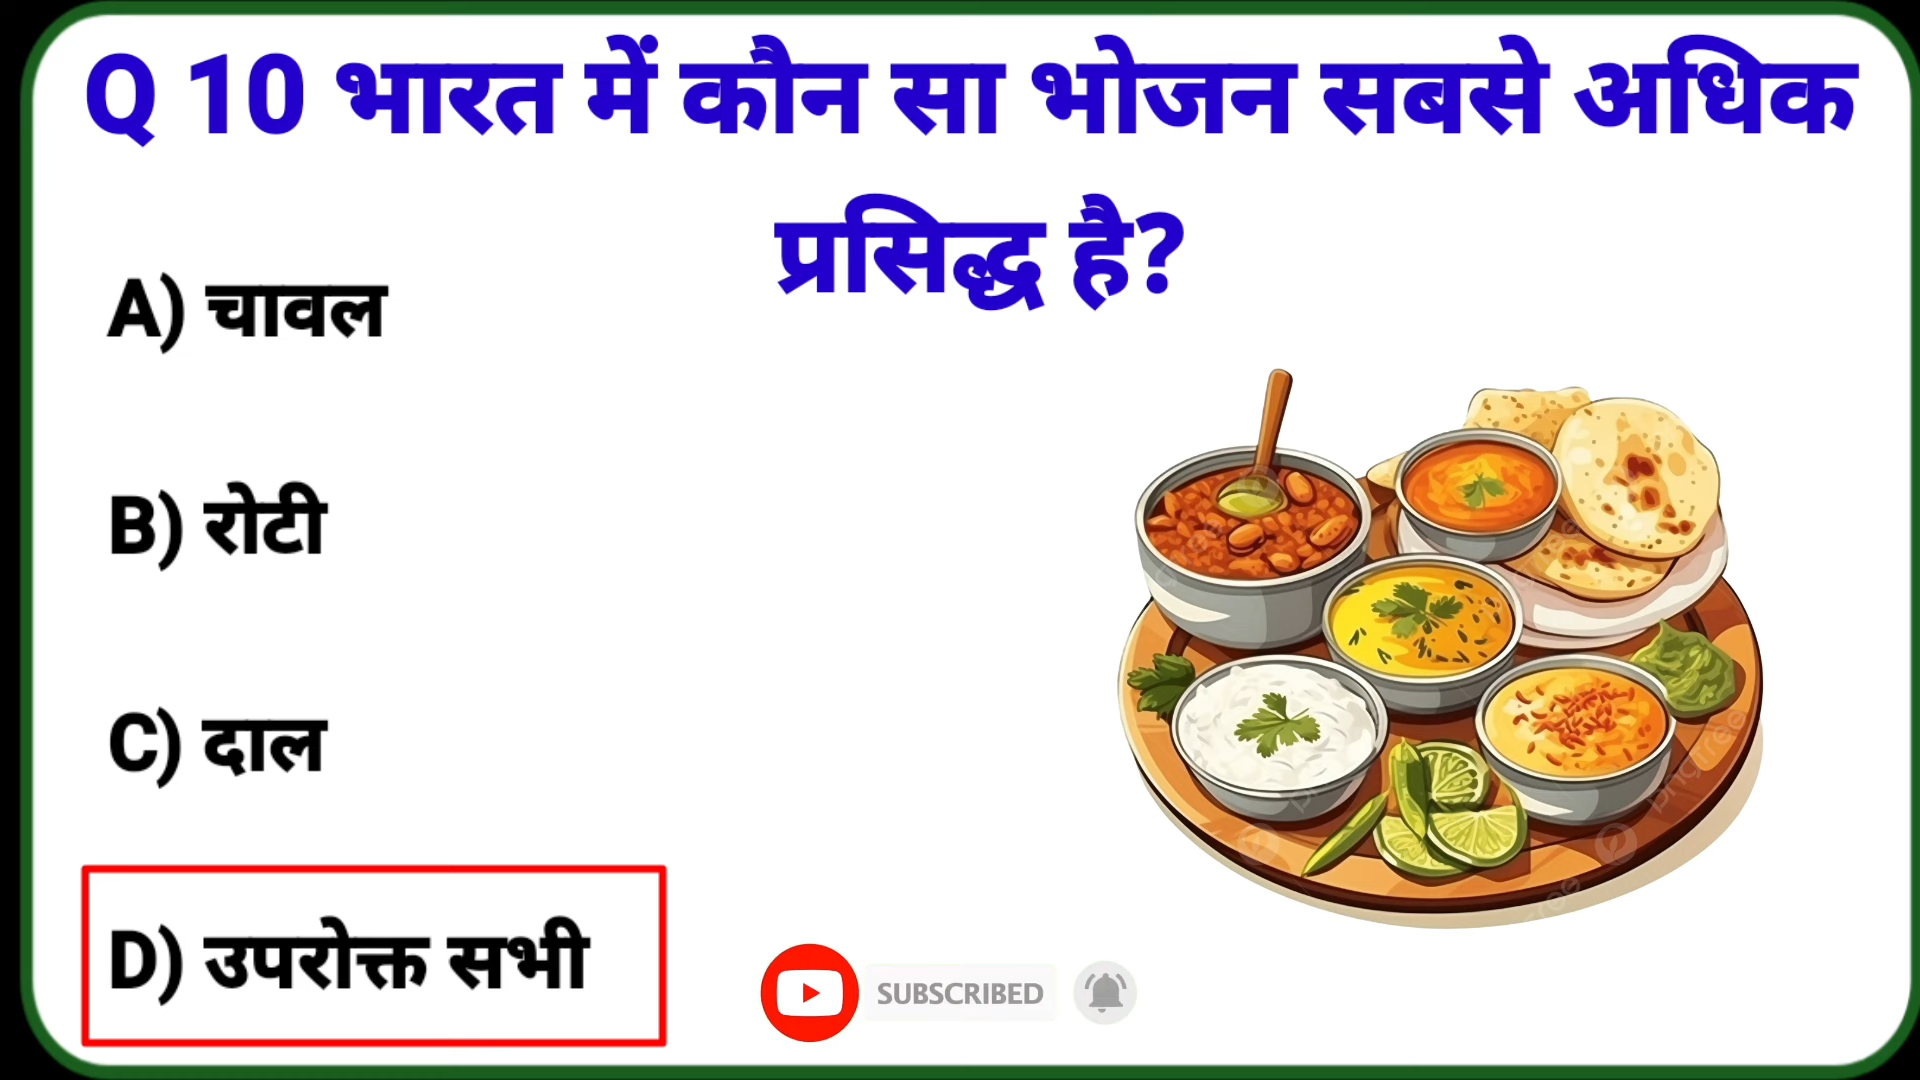 Q 10 भारत में कौन सा भोजन सबसे अधिक
प्रसिद्ध है?
A) चावल
B) रोटी
C) दाल
D) उपरोक्त सभी
SUBSCRIBED